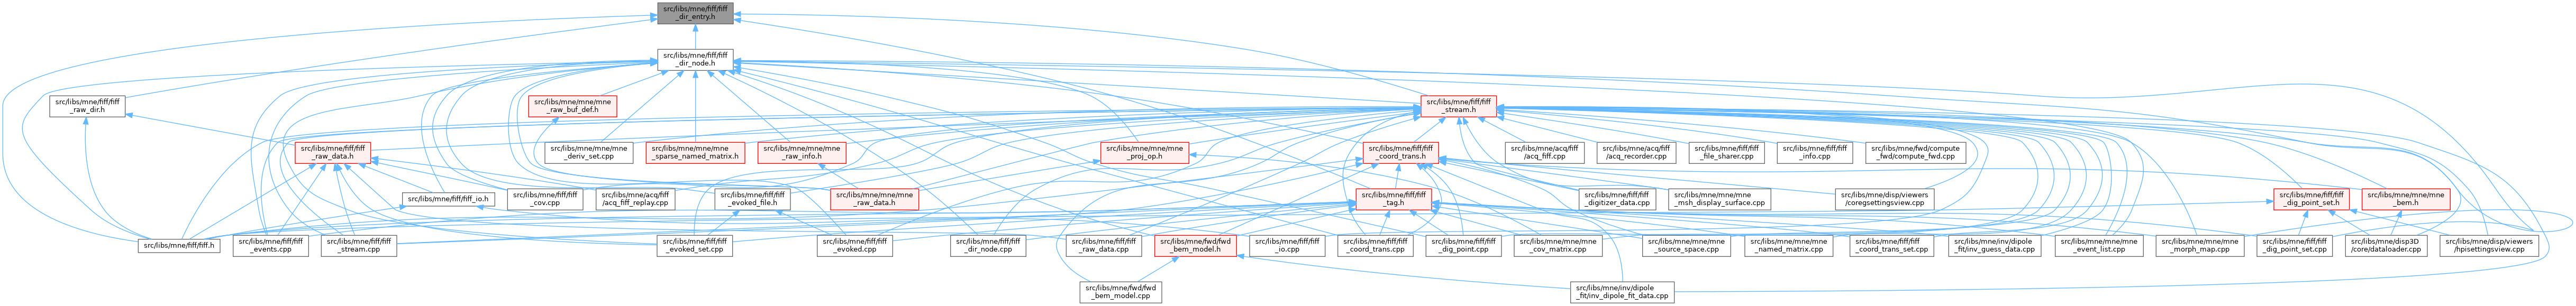 src/libs/mne/fiff/fiff
_dir_entry.h
src/libs/mne/fiff/fiff
_dir_node.h
src/libs/mne/fiff/fiff
_raw_dir.h
src/libs/mne/mne/mne
_raw_buf_def.h
src/libs/mne/fiff/fiff
_stream.h
src/libs/mne/fiff/fiff
_raw_data.h
src/libs/mne/mne/mne
_deriv_set.cpp
src/libs/mne/mne/mne
_sparse_named_matrix.h
src/libs/mne/mne/mne
_raw_info.h
src/libs/mne/mne/mne
_proj_op.h
src/libs/mne/fiff/fiff
_coord_trans.h
src/libs/mne/acq/fiff
/acq_fiff.cpp
src/libs/mne/acq/fiff
/acq_recorder.cpp
src/libs/mne/fiff/fiff
_file_sharer.cpp
src/libs/mne/fiff/fiff
_info.cpp
src/libs/mne/fwd/compute
_fwd/compute_fwd.cpp
src/libs/mne/fiff/fiff_io.h
src/libs/mne/fiff/fiff
_cov.cpp
src/libs/mne/acq/fiff
/acq_fiff_replay.cpp
src/libs/mne/fiff/fiff
_evoked_file.h
src/libs/mne/mne/mne
_raw_data.h
src/libs/mne/fiff/fiff
_tag.h
src/libs/mne/fiff/fiff
_digitizer_data.cpp
src/libs/mne/mne/mne
_msh_display_surface.cpp
src/libs/mne/disp/viewers
/coregsettingsview.cpp
src/libs/mne/fiff/fiff
_dig_point_set.h
src/libs/mne/mne/mne
_bem.h
src/libs/mne/fiff/fiff.h
src/libs/mne/fiff/fiff
_events.cpp
src/libs/mne/fiff/fiff
_stream.cpp
src/libs/mne/fiff/fiff
_evoked_set.cpp
src/libs/mne/fiff/fiff
_evoked.cpp
src/libs/mne/fiff/fiff
_dir_node.cpp
src/libs/mne/fiff/fiff
_raw_data.cpp
src/libs/mne/fwd/fwd
_bem_model.h
src/libs/mne/fiff/fiff
_io.cpp
src/libs/mne/fiff/fiff
_coord_trans.cpp
src/libs/mne/fiff/fiff
_dig_point.cpp
src/libs/mne/mne/mne
_cov_matrix.cpp
src/libs/mne/mne/mne
_source_space.cpp
src/libs/mne/mne/mne
_named_matrix.cpp
src/libs/mne/fiff/fiff
_coord_trans_set.cpp
src/libs/mne/inv/dipole
_fit/inv_guess_data.cpp
src/libs/mne/mne/mne
_event_list.cpp
src/libs/mne/mne/mne
_morph_map.cpp
src/libs/mne/fiff/fiff
_dig_point_set.cpp
src/libs/mne/disp3D
/core/dataloader.cpp
src/libs/mne/disp/viewers
/hpisettingsview.cpp
src/libs/mne/fwd/fwd
_bem_model.cpp
src/libs/mne/inv/dipole
_fit/inv_dipole_fit_data.cpp